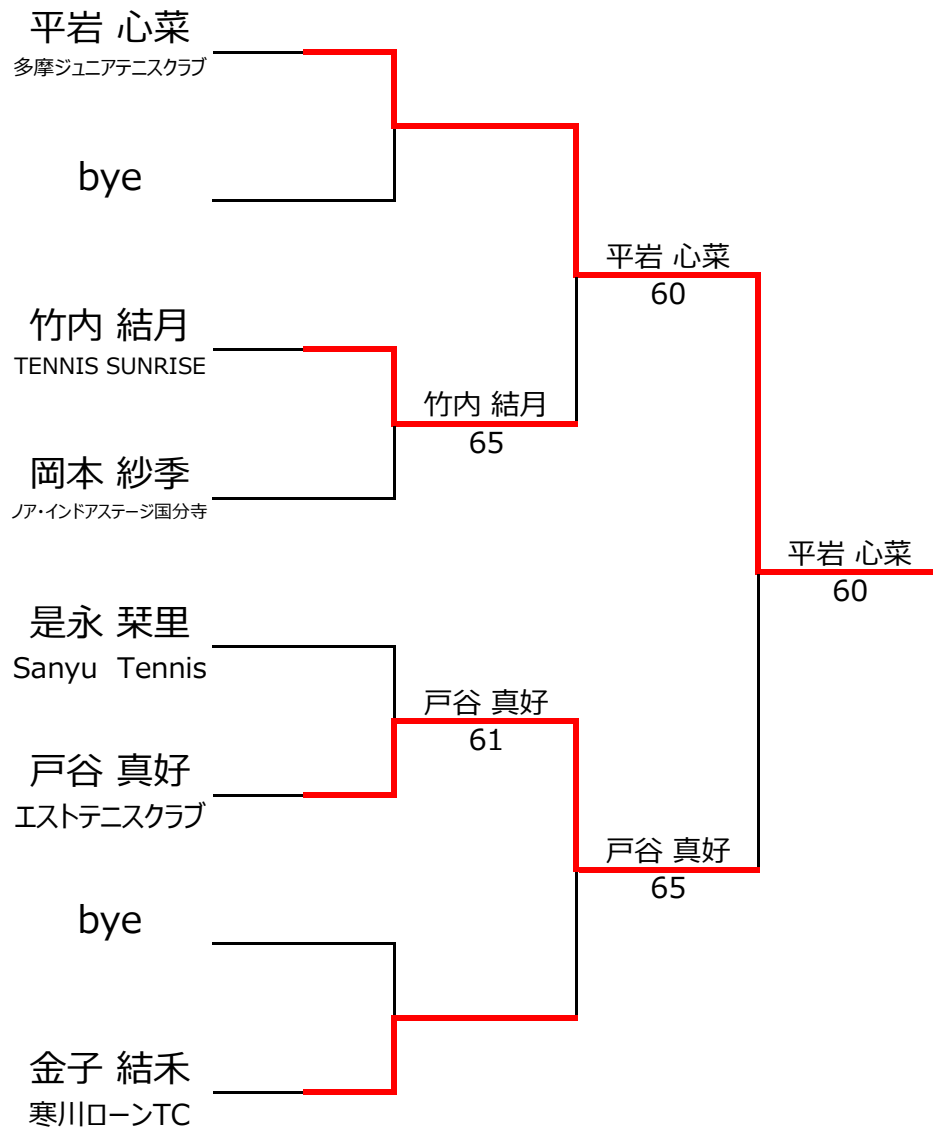 平岩 心菜
多摩ジュニアテニスクラブ
bye
平岩 心菜
60
竹内 結月
TENNIS SUNRISE
竹内 結月
65
岡本 紗季
ノア・インドアステージ国分寺
平岩 心菜
60
是永 栞里
Sanyu　Tennis
戸谷 真好
61
戸谷 真好
エストテニスクラブ
戸谷 真好
65
bye
金子 結禾
寒川ローンTC